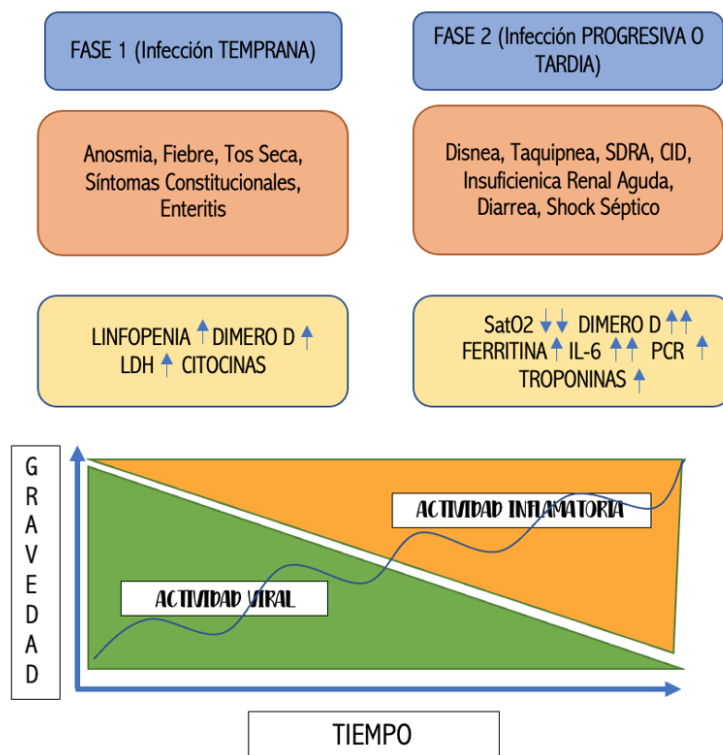 FASE 1 (Infección TEMPRANA)
FASE 2 (Infección PROGRESIVA O
TARDIA)
Anosmia, Fiebre, Tos Seca,
Síntomas Constitucionales,
Enteritis
Disnea, Taquipnea, SDRA, CID,
Insuficienica Renal Aguda,
Diarrea, Shock Séptico
LINFOPENIA ↑ DIMERO D ↑
LDH ↑ CITOCINAS
SatO2 ↓↓ DIMERO D ↑↑
FERRITINA ↑ IL-6 ↑↑ PCR ↑
TROPONINAS ↑
GRAVEDAD
ACTIVIDAD INFLAMATORIA
ACTIVIDAD VIRAL
TIEMPO